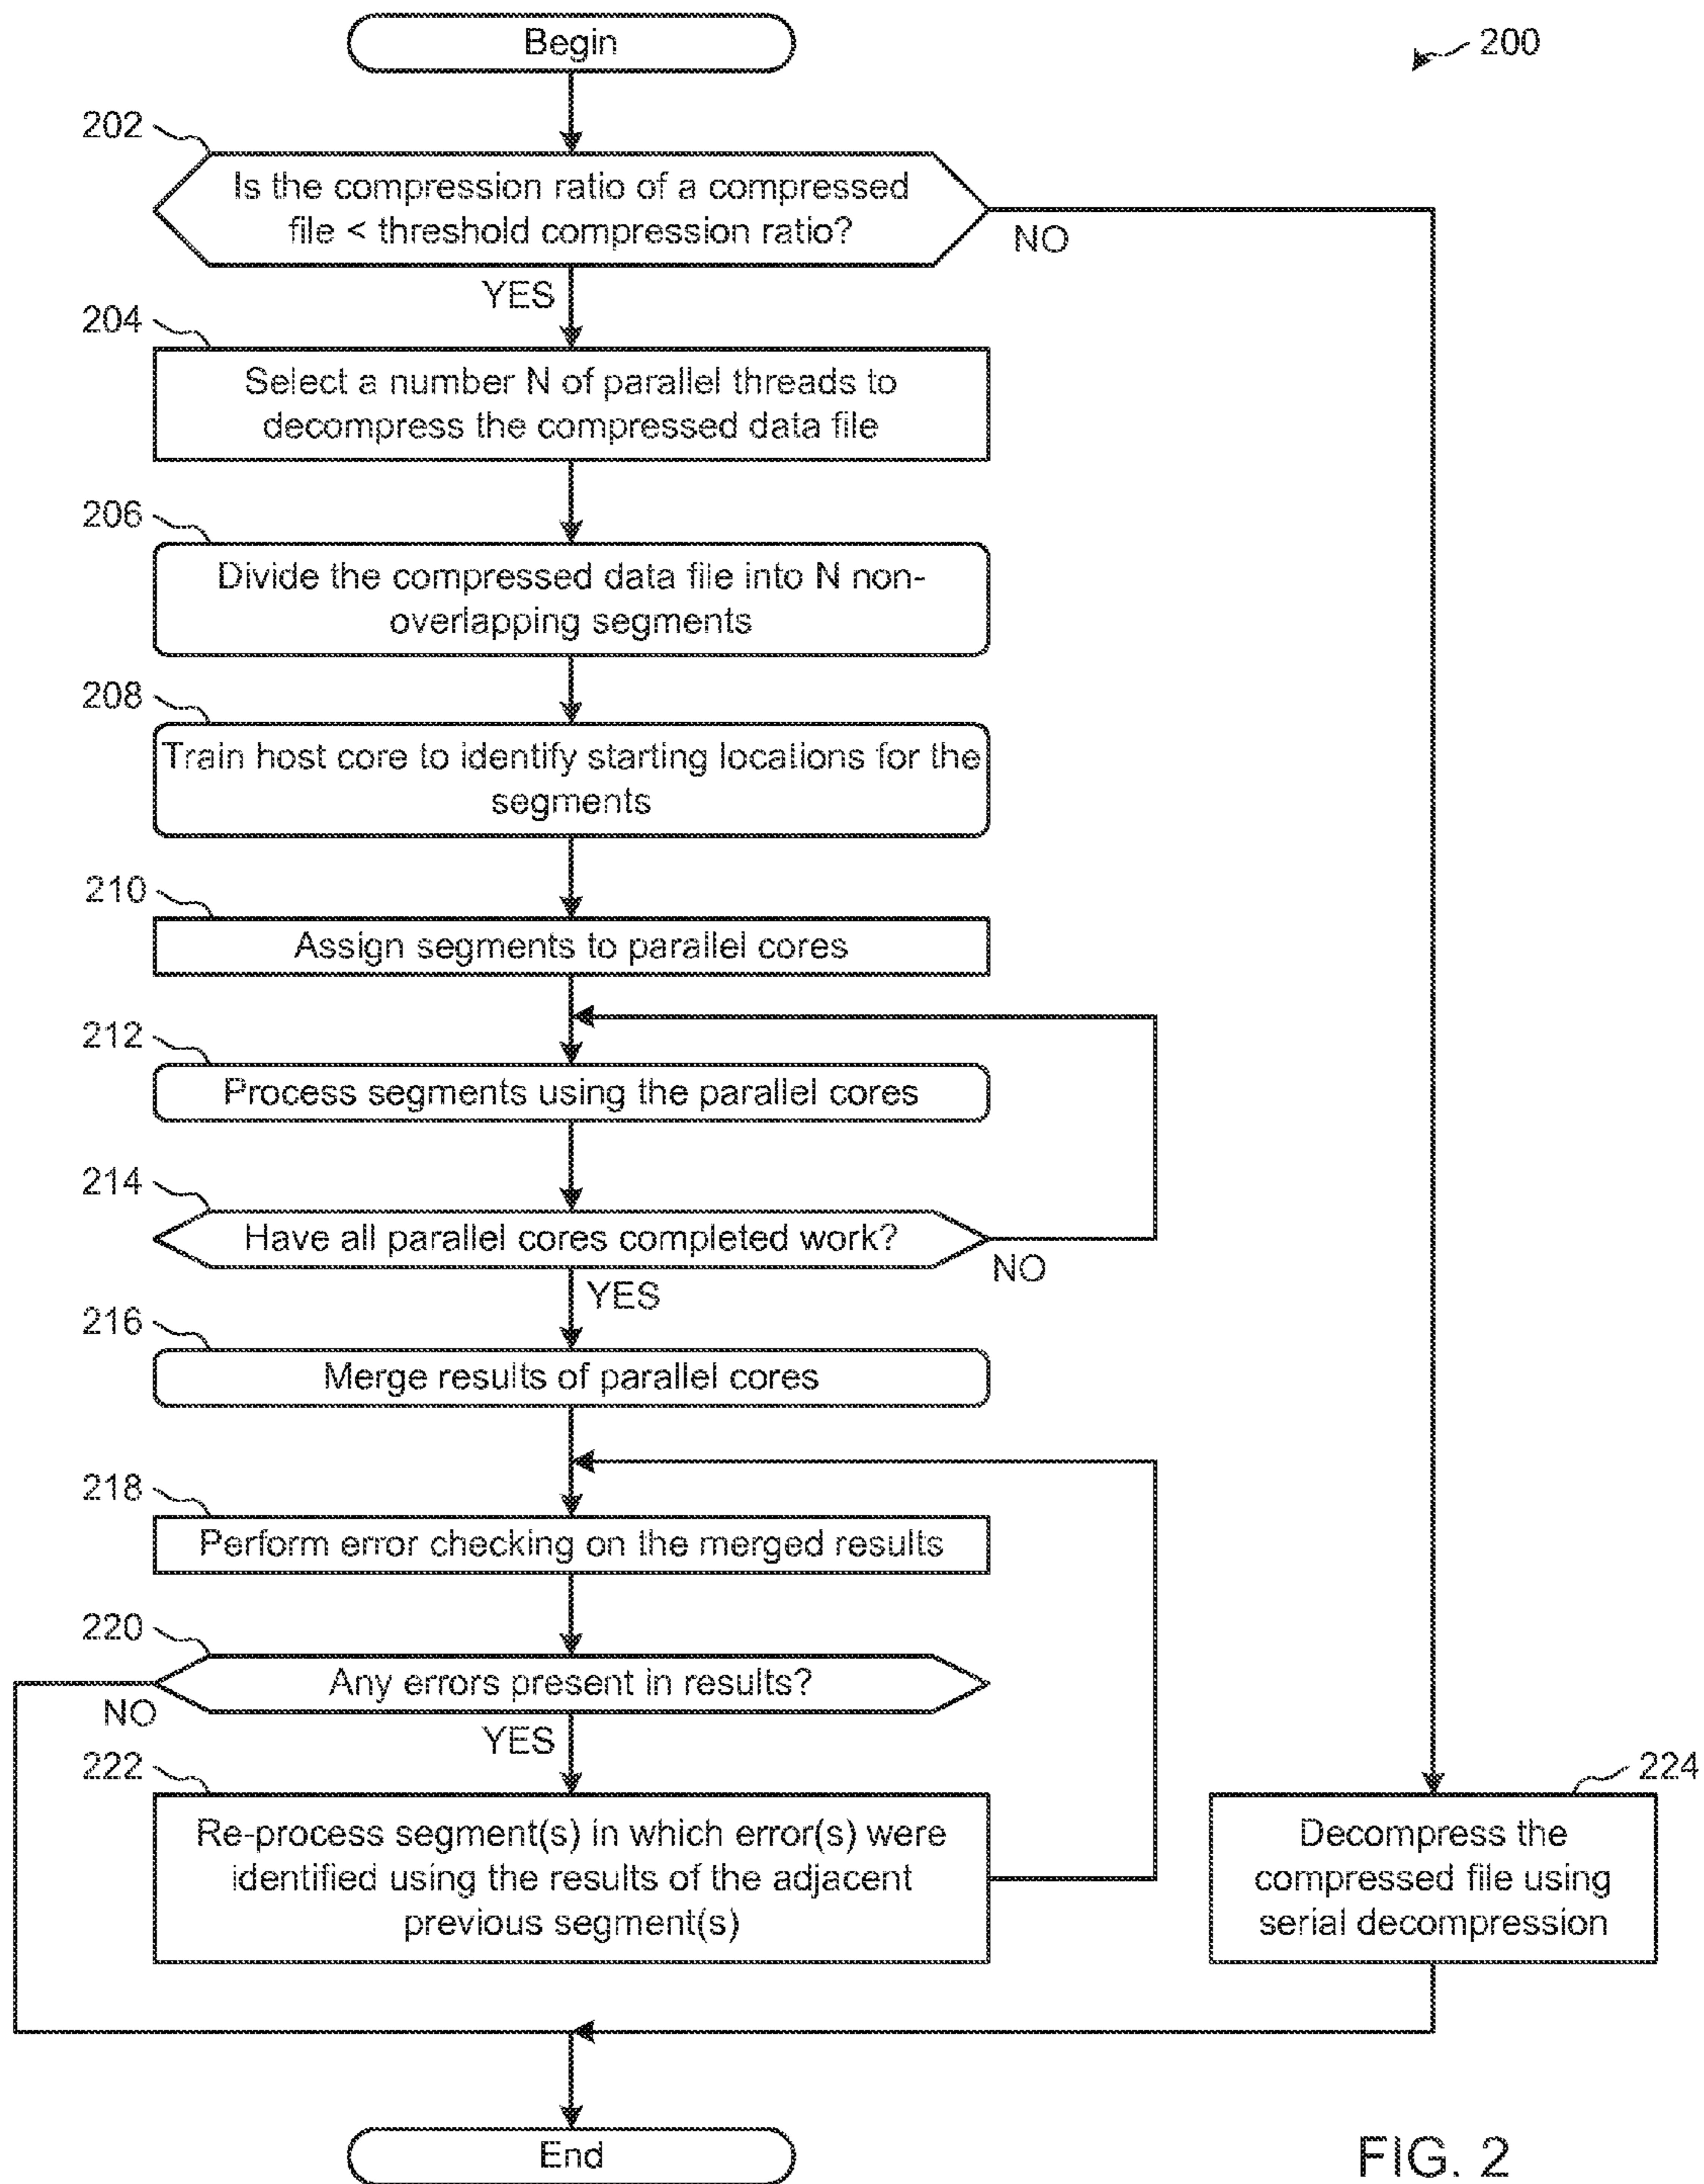 Begin
200
202
Is the compression ratio of a compressed
file < threshold compression ratio?
NO
YES
204
Select a number N of parallel threads to
decompress the compressed data file
206
Divide the compressed data file into N non-
overlapping segments
208
Train host core to identify starting locations for the
segments
210
Assign segments to parallel cores
212
Process segments using the parallel cores
214
Have all parallel cores completed work?
NO
YES
216
Merge results of parallel cores
218
Perform error checking on the merged results
220
Any errors present in results?
NO
YES
222
Re-process segment(s) in which error(s) were
identified using the results of the adjacent
previous segment(s)
224
Decompress the
compressed file using
serial decompression
End
FIG. 2